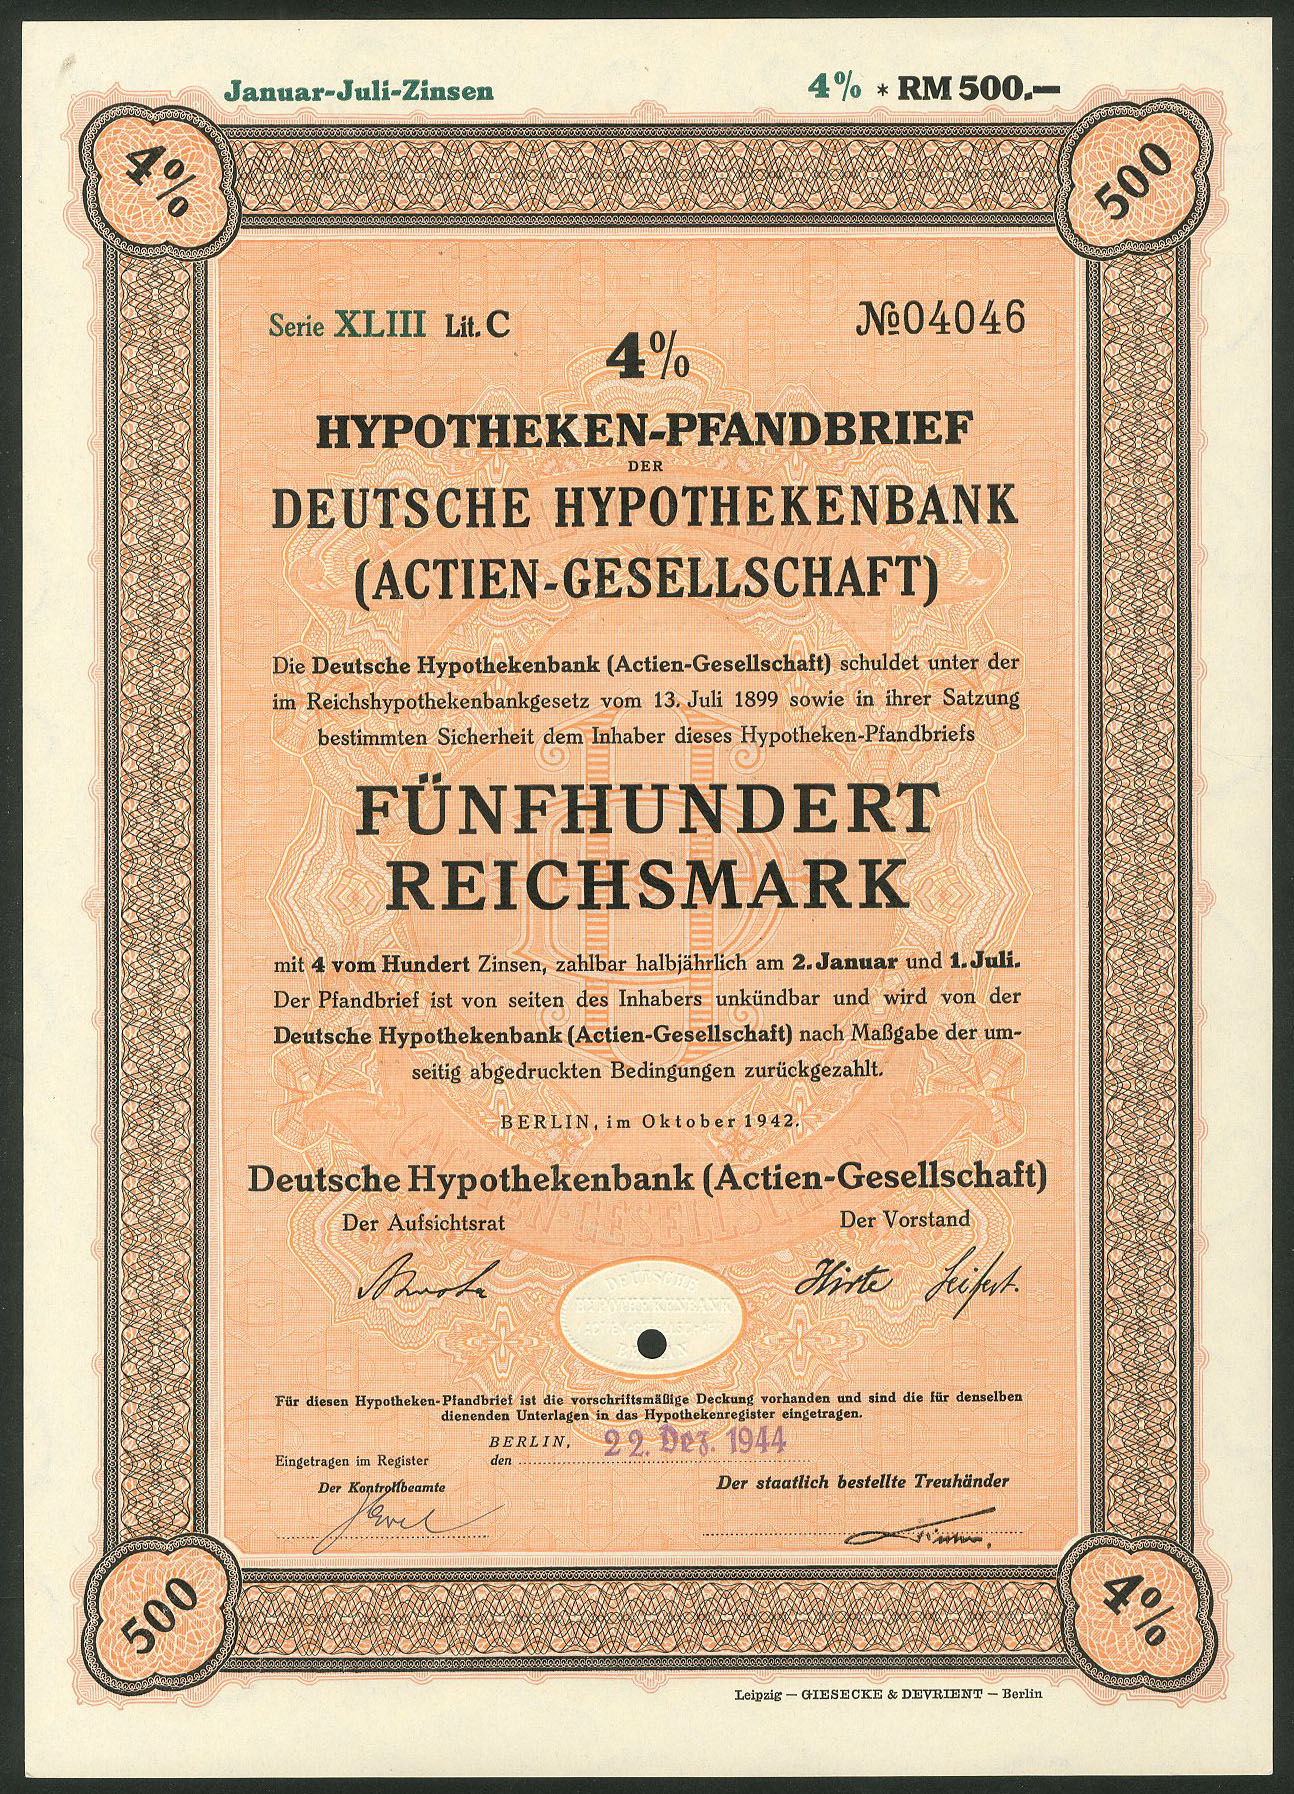 Januar-Juli-Zinsen
4% * RM 500.—
4%
500
Serie XLIII Lit. C
№ 04046
4%
HYPOTHEKEN-PFANDBRIEF
DER
DEUTSCHE HYPOTHEKENBANK
(ACTIEN-GESELLSCHAFT)
Die Deutsche Hypothekenbank (Actien-Gesellschaft) schuldet unter der
im Reichshypothekenbankgesetz vom 13. Juli 1899 sowie in ihrer Satzung
bestimmten Sicherheit dem Inhaber dieses Hypotheken-Pfandbriefs
FÜNFHUNDERT
REICHSMARK
mit 4 vom Hundert Zinsen, zahlbar halbjährlich am 2. Januar und 1. Juli.
Der Pfandbrief ist von seiten des Inhabers unkündbar und wird von der
Deutsche Hypothekenbank (Actien-Gesellschaft) nach Maßgabe der um-
seitig abgedruckten Bedingungen zurückgezahlt.
BERLIN, im Oktober 1942.
Deutsche Hypothekenbank (Actien-Gesellschaft)
Der Aufsichtsrat
Der Vorstand
Hirte Seifert.
DEUTSCHE
HYPOTHEKENBANK
BERLIN
Für diesen Hypotheken-Pfandbrief ist die vorschriftsmäßige Deckung vorhanden und sind die für denselben
dienenden Unterlagen in das Hypothekenregister eingetragen.
BERLIN,
den 22. Dez. 1944
Eingetragen im Register
Der Kontrollbeamte
Der staatlich bestellte Treuhänder
500
4%
Leipzig — GIESECKE & DEVRIENT — Berlin